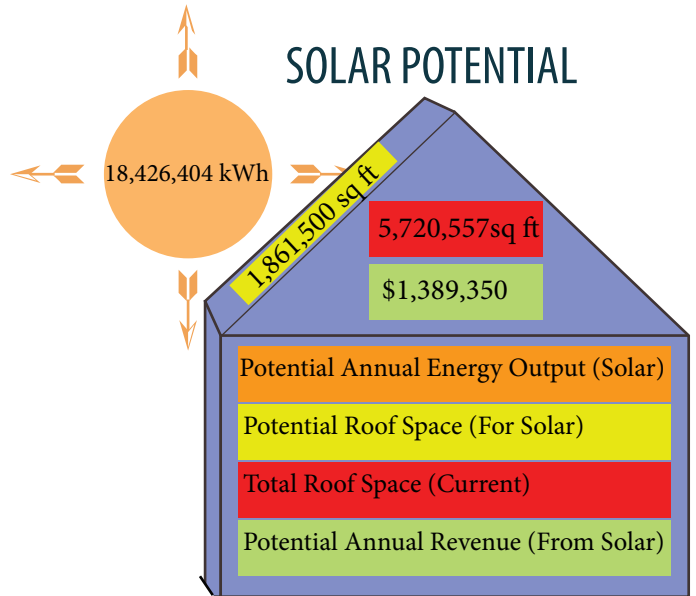 SOLAR POTENTIAL
18,426,404 kWh
1,861,500 sq ft
5,720,557sq ft
$1,389,350
Potential Annual Energy Output (Solar)
Potential Roof Space (For Solar)
Total Roof Space (Current)
Potential Annual Revenue (From Solar)